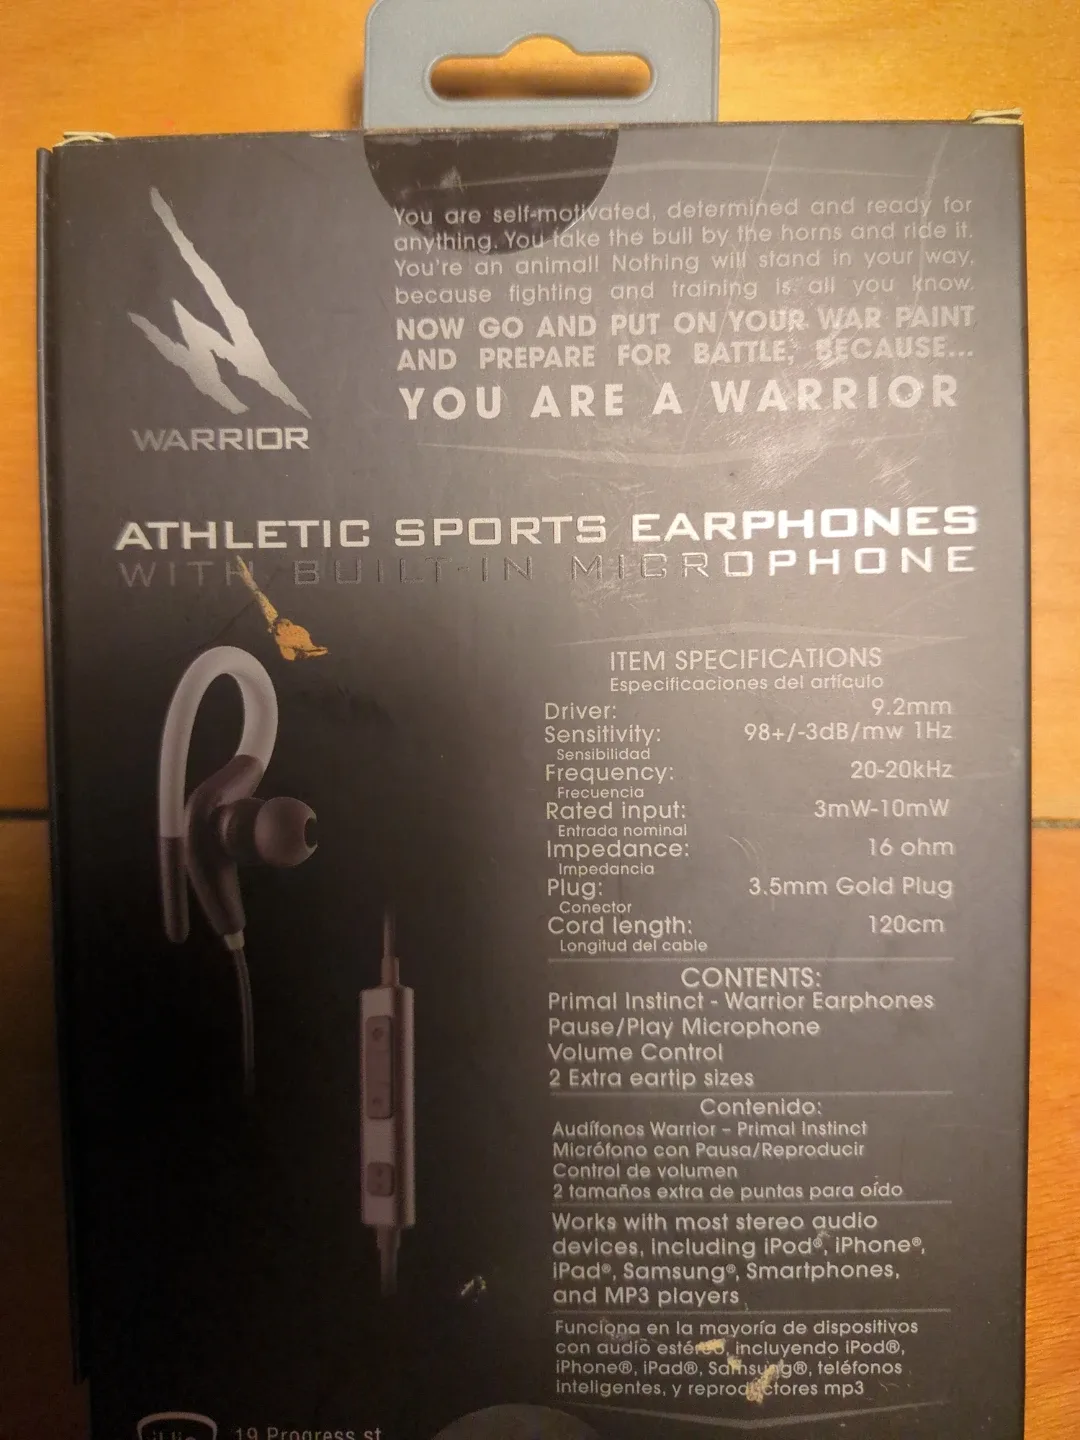 You are self-motivated, determined and ready for
anything. You take the bull by the horns and ride it.
You're an animal! Nothing will stand in your way,
because fighting and training is all you know.
NOW GO AND PUT ON YOUR WAR PAINT
AND PREPARE FOR BATTLE, BECAUSE...
YOU ARE A WARRIOR
WARRIOR
ATHLETIC SPORTS EARPHONES
WITH BUILT-IN MICROPHONE
ITEM SPECIFICATIONS
Especificaciones del artículo
Driver: 9.2mm
Sensitivity: 98+/-3dB/mw 1Hz
Sensibilidad
Frequency: 20-20kHz
Frecuencia
Rated input: 3mW-10mW
Entrada nominal
Impedance: 16 ohm
Impedancia
Plug: 3.5mm Gold Plug
Conector
Cord length: 120cm
Longitud del cable
CONTENTS:
Primal Instinct - Warrior Earphones
Pause/Play Microphone
Volume Control
2 Extra eartip sizes
Contenido:
Audífonos Warrior – Primal Instinct
Micrófono con Pausa/Reproducir
Control de volumen
2 tamaños extra de puntas para oído
Works with most stereo audio
devices, including iPod®, iPhone®,
iPad®, Samsung®, Smartphones,
and MP3 players
Funciona en la mayoría de dispositivos
con audio estéreo, incluyendo iPod®,
iPhone®, iPad®, Samsung®, teléfonos
inteligentes, y reproductores mp3
19 Progress st